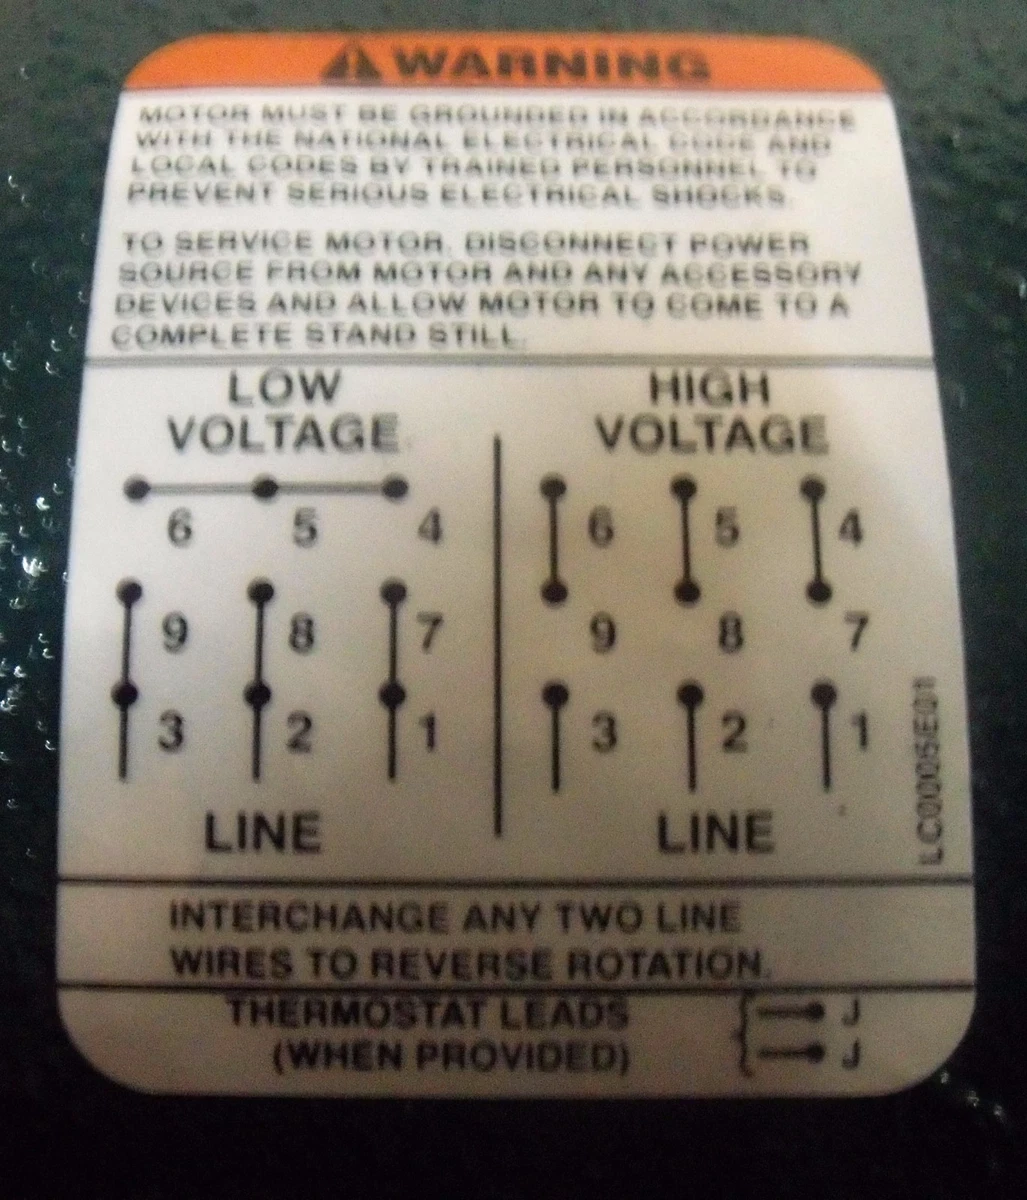 WARNING
MOTOR MUST BE GROUNDED IN ACCORDANCE
WITH THE NATIONAL ELECTRICAL CODE AND
LOCAL CODES BY TRAINED PERSONNEL TO
PREVENT SERIOUS ELECTRICAL SHOCKS.
TO SERVICE MOTOR, DISCONNECT POWER
SOURCE FROM MOTOR AND ANY ACCESSORY
DEVICES AND ALLOW MOTOR TO COME TO A
COMPLETE STAND STILL.
LOW
VOLTAGE
6 5 4
9 8 7
3 2 1
LINE
HIGH
VOLTAGE
6 5 4
9 8 7
3 2 1
LINE
LC0005E01
INTERCHANGE ANY TWO LINE
WIRES TO REVERSE ROTATION.
THERMOSTAT LEADS
(WHEN PROVIDED)
J
J